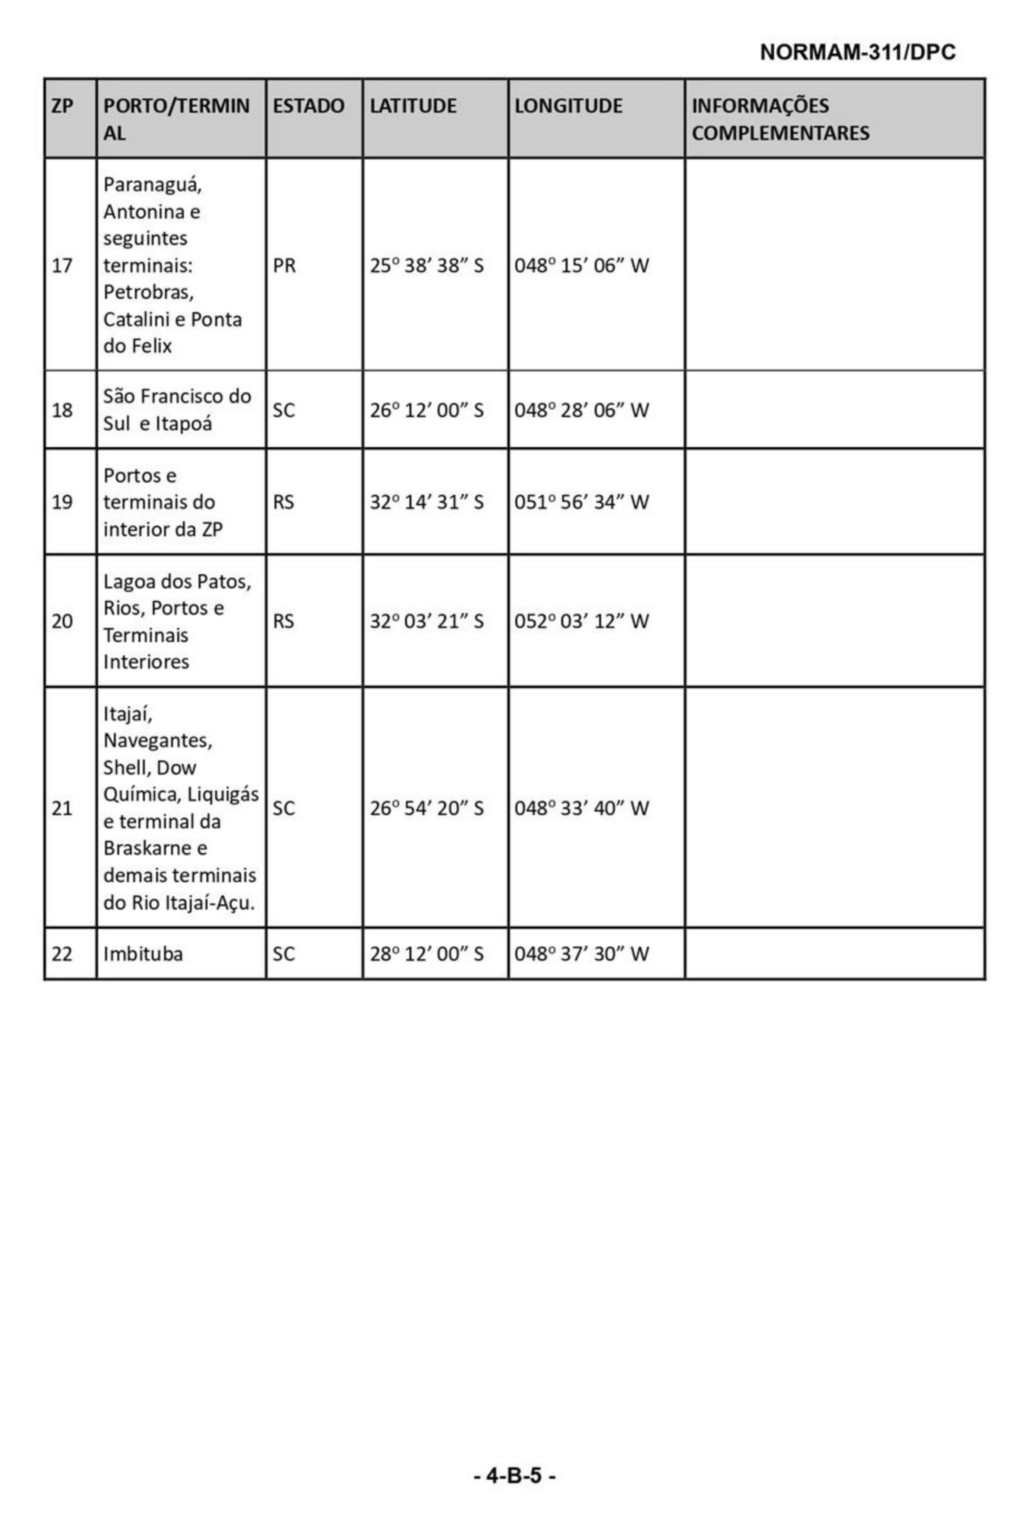 NORMAM-311/DPC
ZP PORTO/TERMIN ESTADO LATITUDE LONGITUDE INFORMAÇÕES
AL COMPLEMENTARES
Paranaguá,
Antonina e
seguintes
17 terminais: PR 25º 38’ 38” S 048º 15’ 06” W
Petrobras,
Catalini e Ponta
do Felix
São Francisco do
18 SC 26º 12’ 00” S 048º 28’ 06” W
Sul e Itapoá
Portos e
19 terminais do RS 32º 14’ 31” S 051º 56’ 34” W
interior da ZP
Lagoa dos Patos,
Rios, Portos e
20 RS 32º 03’ 21” S 052º 03’ 12” W
Terminais
Interiores
Itajaí,
Navegantes,
Shell, Dow
Química, Liquigás
21 SC 26º 54’ 20” S 048º 33’ 40” W
e terminal da
Braskarne e
demais terminais
do Rio Itajaí-Açu.
22 Imbituba SC 28º 12’ 00” S 048º 37’ 30” W
- 4-B-5 -